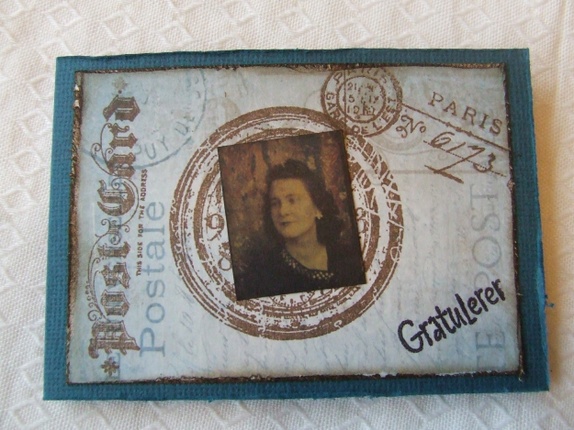 Post Card
THIS SIDE FOR THE ADDRESS
Postale
PARIS
No 6173
POST
Gratulerer